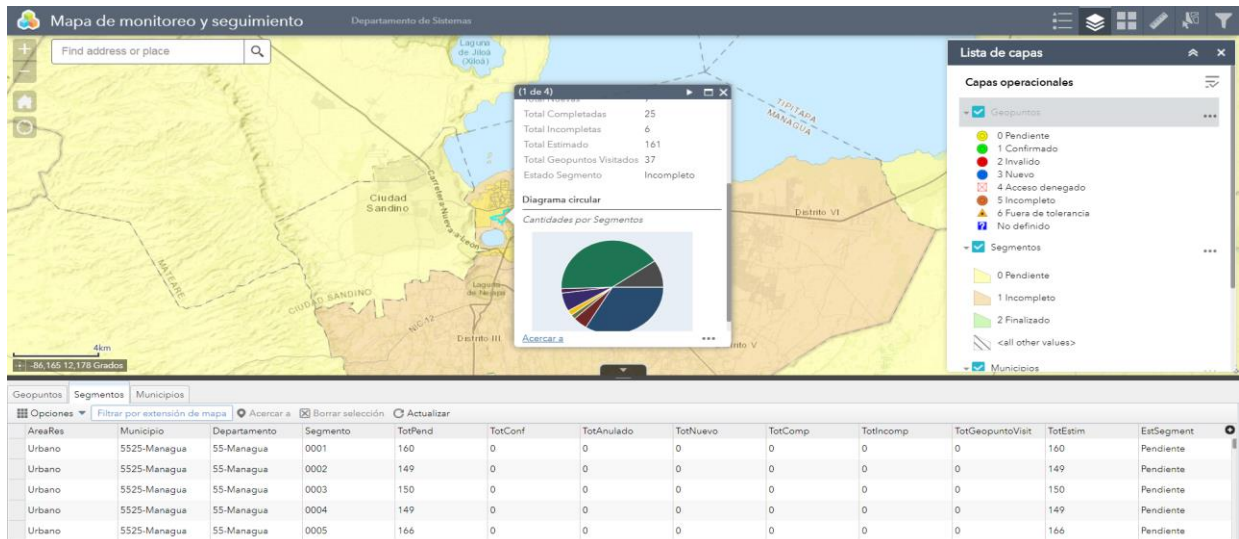 Mapa de monitoreo y seguimiento Departamento de Sistemas
Find address or place
Laguna
de Jiloá
(Xiloá)
TIPITAPA
MANAGUA
Ciudad
Sandino
Carretera-Nueva-a-León
MATEARE
CIUDAD SANDINO
Laguna
de Nejapa
NIC-12
Distrito III
Distrito VI
4km
-86,165 12,178 Grados
(1 de 4)
Total Nuevas 1
Total Completadas 25
Total Incompletas 6
Total Estimado 161
Total Geopuntos Visitados 37
Estado Segmento Incompleto
Diagrama circular
Cantidades por Segmentos
Acercar a
Lista de capas
Capas operacionales
Geopuntos
0 Pendiente
1 Confirmado
2 Invalido
3 Nuevo
4 Acceso denegado
5 Incompleto
6 Fuera de tolerancia
No definido
Segmentos
0 Pendiente
1 Incompleto
2 Finalizado
<all other values>
Municipios
Geopuntos Segmentos Municipios
Opciones Filtrar por extensión de mapa Acercar a Borrar selección Actualizar
AreaRes Municipio Departamento Segmento TotPend TotConf TotAnulado TotNuevo TotComp TotIncomp TotGeopuntoVisit TotEstim EstSegment
Urbano 5525-Managua 55-Managua 0001 160 0 0 0 0 0 0 160 Pendiente
Urbano 5525-Managua 55-Managua 0002 149 0 0 0 0 0 0 149 Pendiente
Urbano 5525-Managua 55-Managua 0003 150 0 0 0 0 0 0 150 Pendiente
Urbano 5525-Managua 55-Managua 0004 149 0 0 0 0 0 0 149 Pendiente
Urbano 5525-Managua 55-Managua 0005 166 0 0 0 0 0 0 166 Pendiente